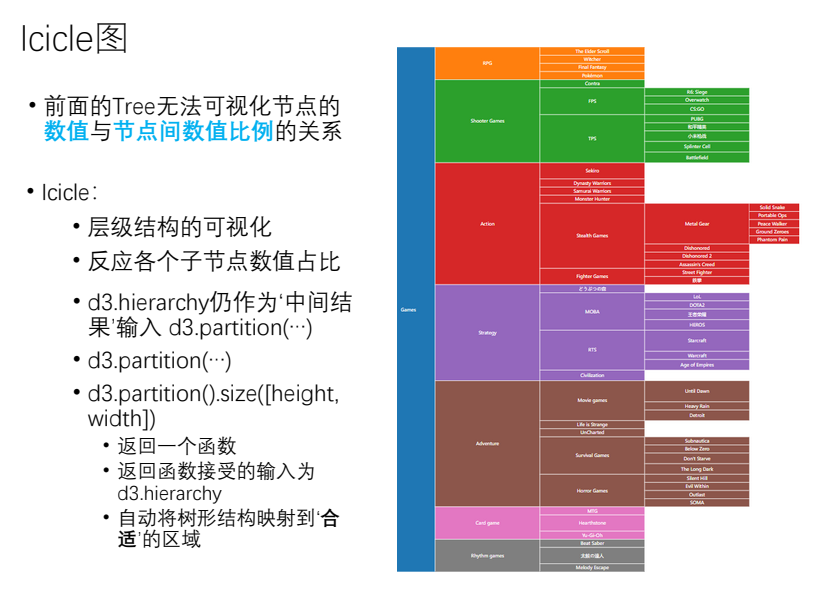 Icicle图
• 前面的Tree无法可视化节点的
数值与节点间数值比例的关系
• Icicle：
• 层级结构的可视化
• 反应各个子节点数值占比
• d3.hierarchy仍作为‘中间结
果’输入 d3.partition(…)
• d3.partition(…)
• d3.partition().size([height,
width])
• 返回一个函数
• 返回函数接受的输入为
d3.hierarchy
• 自动将树形结构映射到‘合
适’的区域
Games
RPG
The Elder Scroll
Witcher
Final Fantasy
Pokémon
Shooter Games
Contra
FPS
R6: Siege
Overwatch
CS:GO
TPS
PUBG
和平精英
小米枪战
Splinter Cell
Battlefield
Action
Sekiro
Dynasty Warriors
Samurai Warriors
Monster Hunter
Stealth Games
Metal Gear
Solid Snake
Portable Ops
Peace Walker
Ground Zeroes
Phantom Pain
Dishonored
Dishonored 2
Assassin's Creed
Fighter Games
Street Fighter
Strategy
どうぶつの森
MOBA
LoL
DOTA2
王者荣耀
HEROS
RTS
Starcraft
Warcraft
Age of Empires
Civilization
Adventure
Movie games
Until Dawn
Heavy Rain
Detroit
Life is Strange
UnCharted
Survival Games
Subnautica
Below Zero
Don't Starve
The Long Dark
Horror Games
Silent Hill
Evil Within
Outlast
SOMA
Card game
MTG
Hearthstone
Yu-Gi-Oh
Rhythm games
Beat Saber
太鼓の達人
Melody Escape